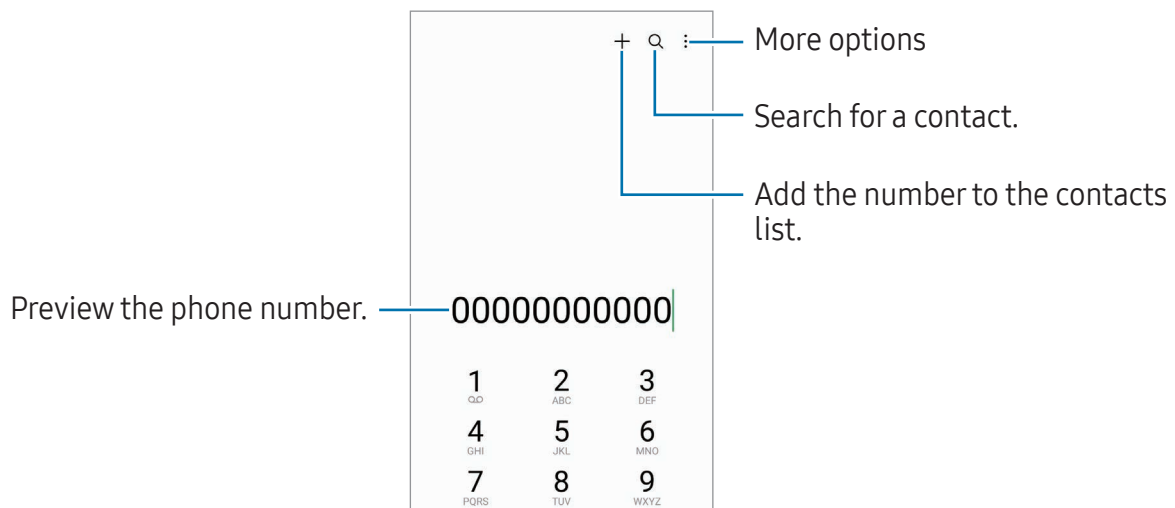 More options
Search for a contact.
Add the number to the contacts
list.
Preview the phone number.
00000000000
1 2 3
ABC DEF
4 5 6
GHI JKL MNO
7 8 9
PQRS TUV WXYZ